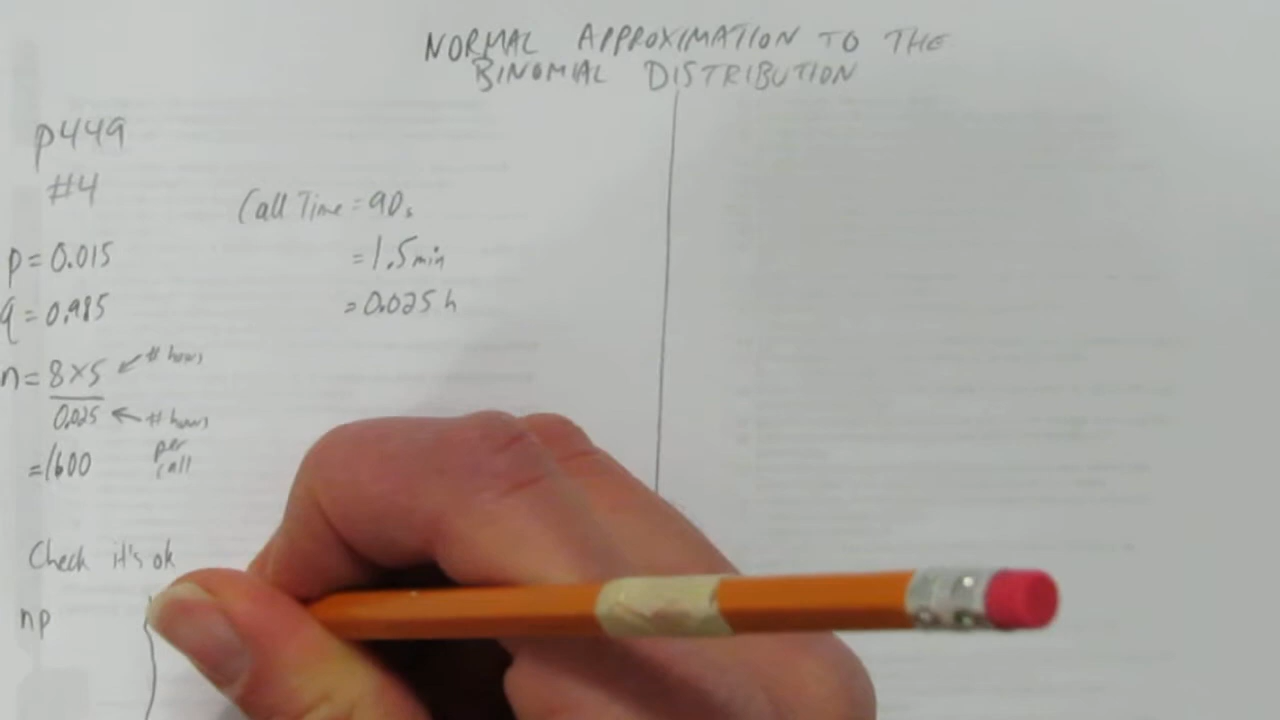 NORMAL APPROXIMATION TO THE
BINOMIAL DISTRIBUTION
p449
#4
Call Time = 90s
= 1.5 min
= 0.025 h
p = 0.015
q = 0.985
n = 8×5 ← # hours
0.025 ← # hours
per
call
= 1600
Check it's ok
np